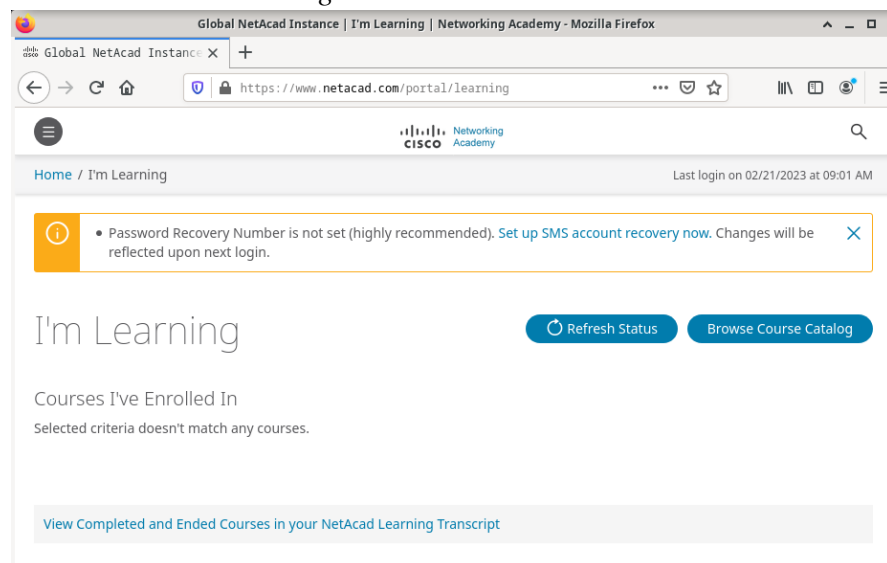 Global NetAcad Instance | I'm Learning | Networking Academy - Mozilla Firefox
Global NetAcad Instance
https://www.netacad.com/portal/learning
Networking
CISCO Academy
Home / I'm Learning
Last login on 02/21/2023 at 09:01 AM
• Password Recovery Number is not set (highly recommended). Set up SMS account recovery now. Changes will be
reflected upon next login.
I'm Learning
Refresh Status
Browse Course Catalog
Courses I've Enrolled In
Selected criteria doesn't match any courses.
View Completed and Ended Courses in your NetAcad Learning Transcript